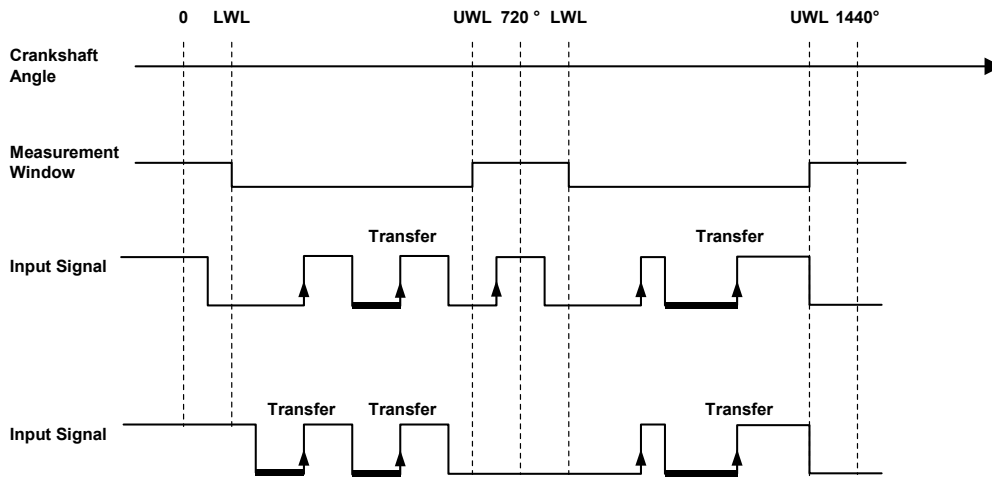 0 LWL UWL 720 ° LWL UWL 1440°
Crankshaft
Angle
Measurement
Window
Transfer Transfer
Input Signal
Transfer Transfer Transfer
Input Signal